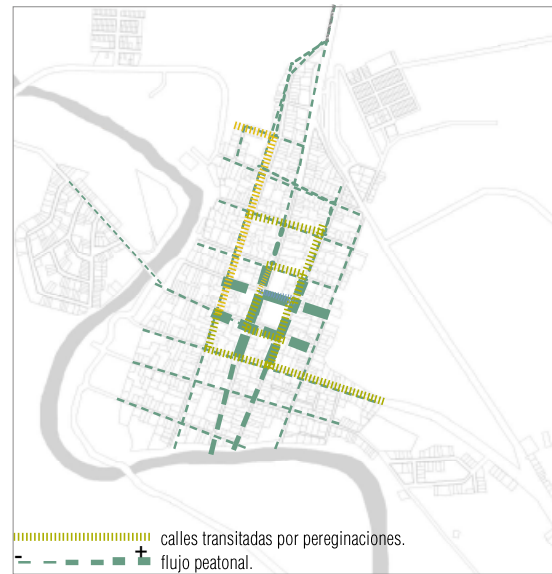 calles transitadas por pereginaciones.
- +
flujo peatonal.